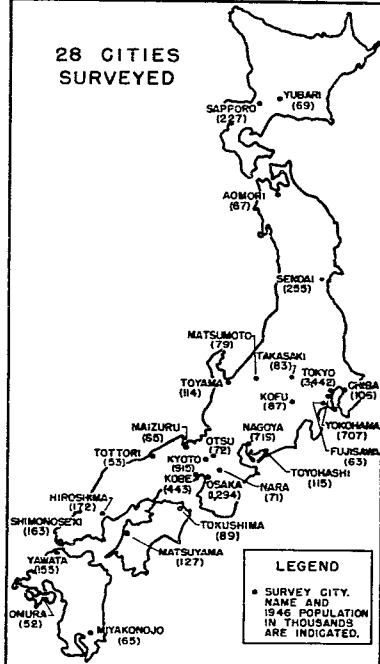 28 CITIES
SURVEYED
YUBARI
(69)
SAPPORO
(227)
AOMORI
(67)
SENDAI
(255)
MATSUMOTO
(79)
TAKASAKI
(83)
TOYAMA
(114)
TOKYO
(3,442)
CHIBA
(105)
KOFU
(87)
YOKOHAMA
(707)
FUJISAWA
(63)
MAIZURU
(65)
OTSU
(72)
NAGOYA
(719)
TOTTORI
(53)
KYOTO
(915)
TOYOHASHI
(115)
KOBE
(443)
OSAKA
(1,294)
NARA
(71)
HIROSHIMA
(172)
TOKUSHIMA
(89)
SHIMONOSEKI
(163)
MATSUYAMA
(127)
YAWATA
(155)
OMURA
(52)
MIYAKONOJO
(65)
LEGEND
• SURVEY CITY.
NAME AND
1946 POPULATION
IN THOUSANDS
ARE INDICATED.